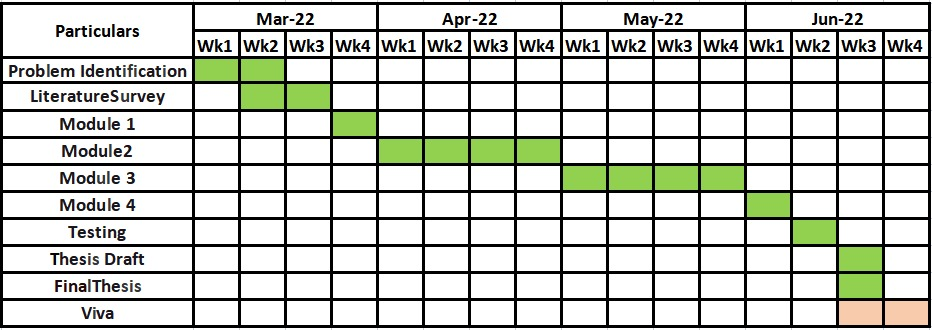 Particulars Mar-22 Apr-22 May-22 Jun-22
Wk1 Wk2 Wk3 Wk4 Wk1 Wk2 Wk3 Wk4 Wk1 Wk2 Wk3 Wk4 Wk1 Wk2 Wk3 Wk4
Problem Identification
LiteratureSurvey
Module 1
Module2
Module 3
Module 4
Testing
Thesis Draft
FinalThesis
Viva